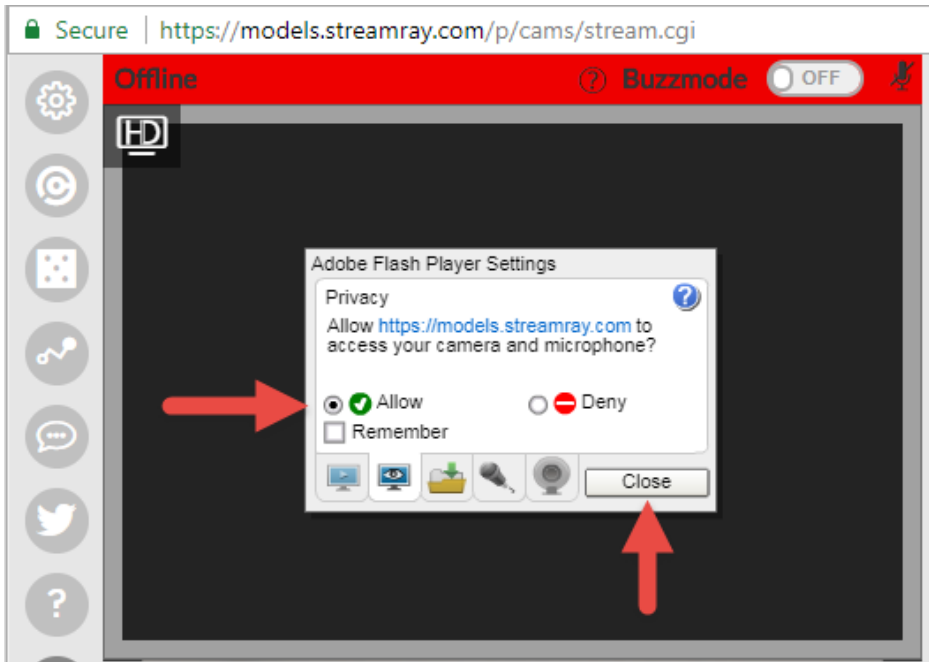 Secure | https://models.streamray.com/p/cams/stream.cgi
Offline ? Buzzmode OFF
HD
Adobe Flash Player Settings
Privacy ?
Allow https://models.streamray.com to
access your camera and microphone?
Allow Deny
Remember
Close
?